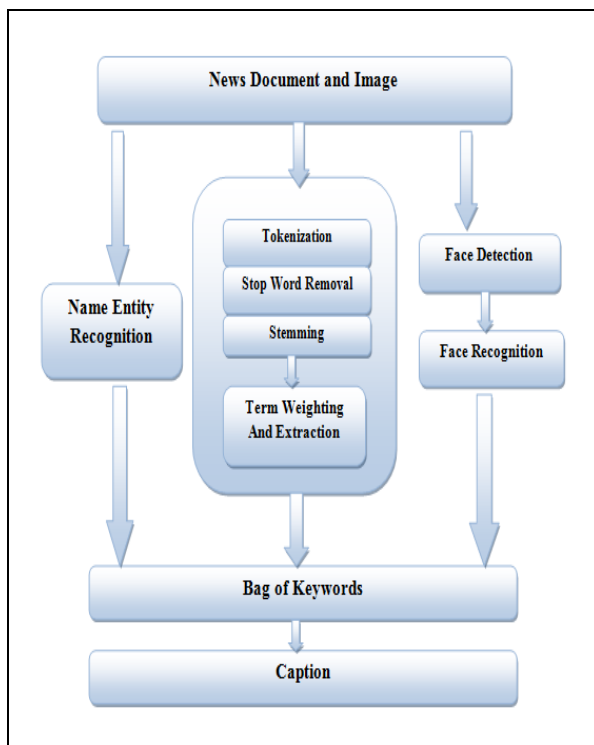 News Document and Image
Tokenization
Stop Word Removal
Stemming
Term Weighting
And Extraction
Name Entity
Recognition
Face Detection
Face Recognition
Bag of Keywords
Caption